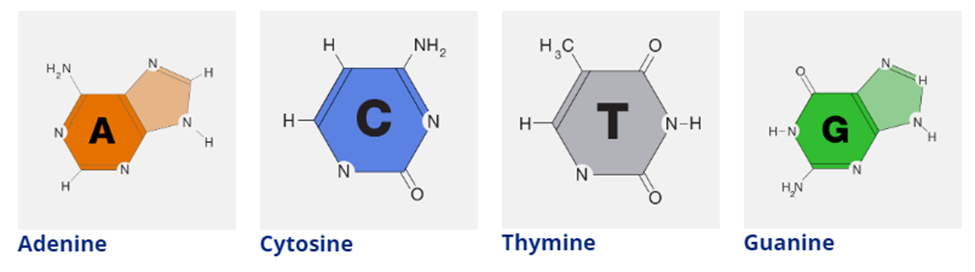 H₂N
N
H
N
H
N
N
H
A
Adenine
H
NH₂
H
N
N
O
C
Cytosine
H₃C
O
H
N-H
N
O
T
Thymine
O
N
H
H-N
N
H
N
H₂N
G
Guanine